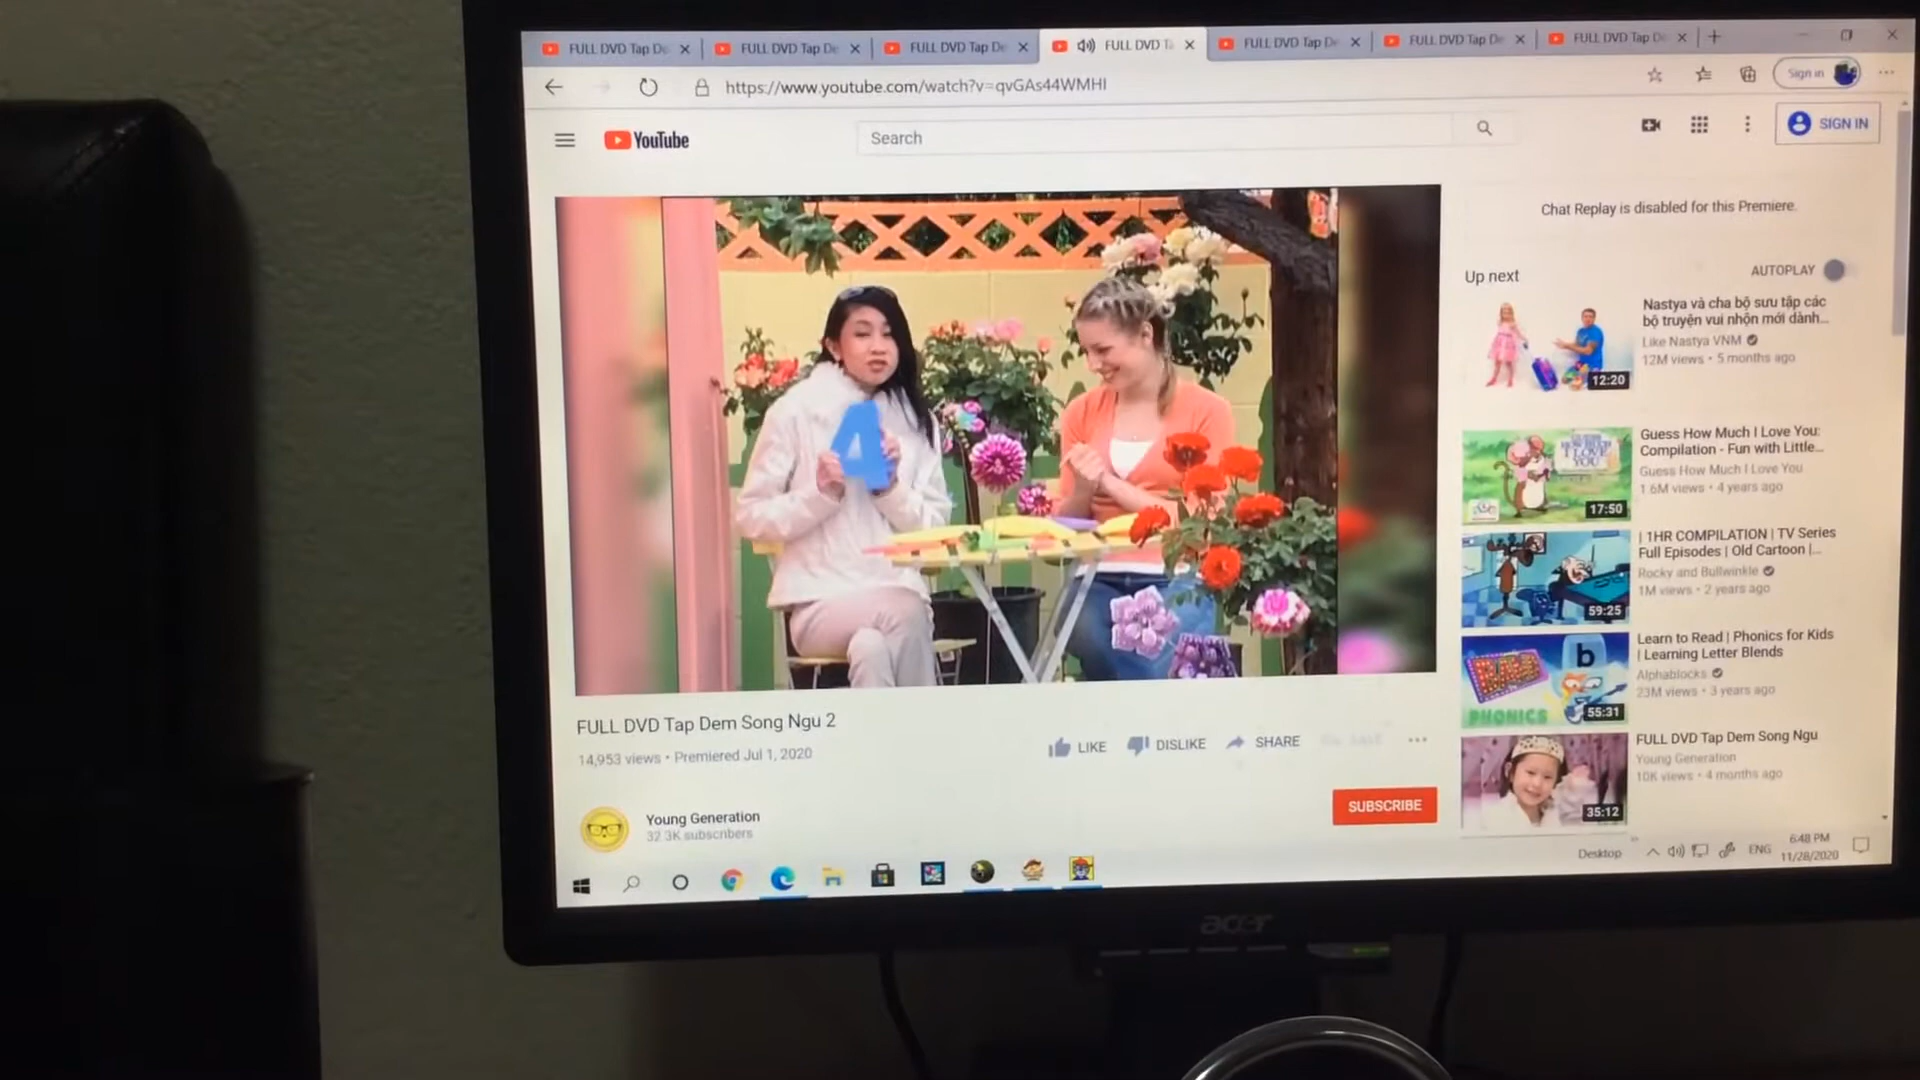 FULL DVD Tap De
FULL DVD Tap De
FULL DVD Tap De
FULL DVD Ta
FULL DVD Tap De
FULL DVD Tap De
FULL DVD Tap De
https://www.youtube.com/watch?v=qvGAs44WMHI
Sign in
YouTube
Search
SIGN IN
4
Chat Replay is disabled for this Premiere.
Up next
AUTOPLAY
Nastya và cha bộ sưu tập các
bộ truyện vui nhộn mới dành...
Like Nastya VNM
12M views • 5 months ago
12:20
Guess How Much I Love You:
Compilation - Fun with Little...
Guess How Much I Love You
1.6M views • 4 years ago
17:50
| 1HR COMPILATION | TV Series
Full Episodes | Old Cartoon |...
Rocky and Bullwinkle
1M views • 2 years ago
59:25
Learn to Read | Phonics for Kids
| Learning Letter Blends
Alphablocks
23M views • 3 years ago
b
PHONICS
55:31
FULL DVD Tap Dem Song Ngu
Young Generation
10K views • 4 months ago
35:12
FULL DVD Tap Dem Song Ngu 2
14,953 views • Premiered Jul 1, 2020
LIKE
DISLIKE
SHARE
Young Generation
32.3K subscribers
SUBSCRIBE
Desktop
ENG
6:48 PM
11/28/2020
acer